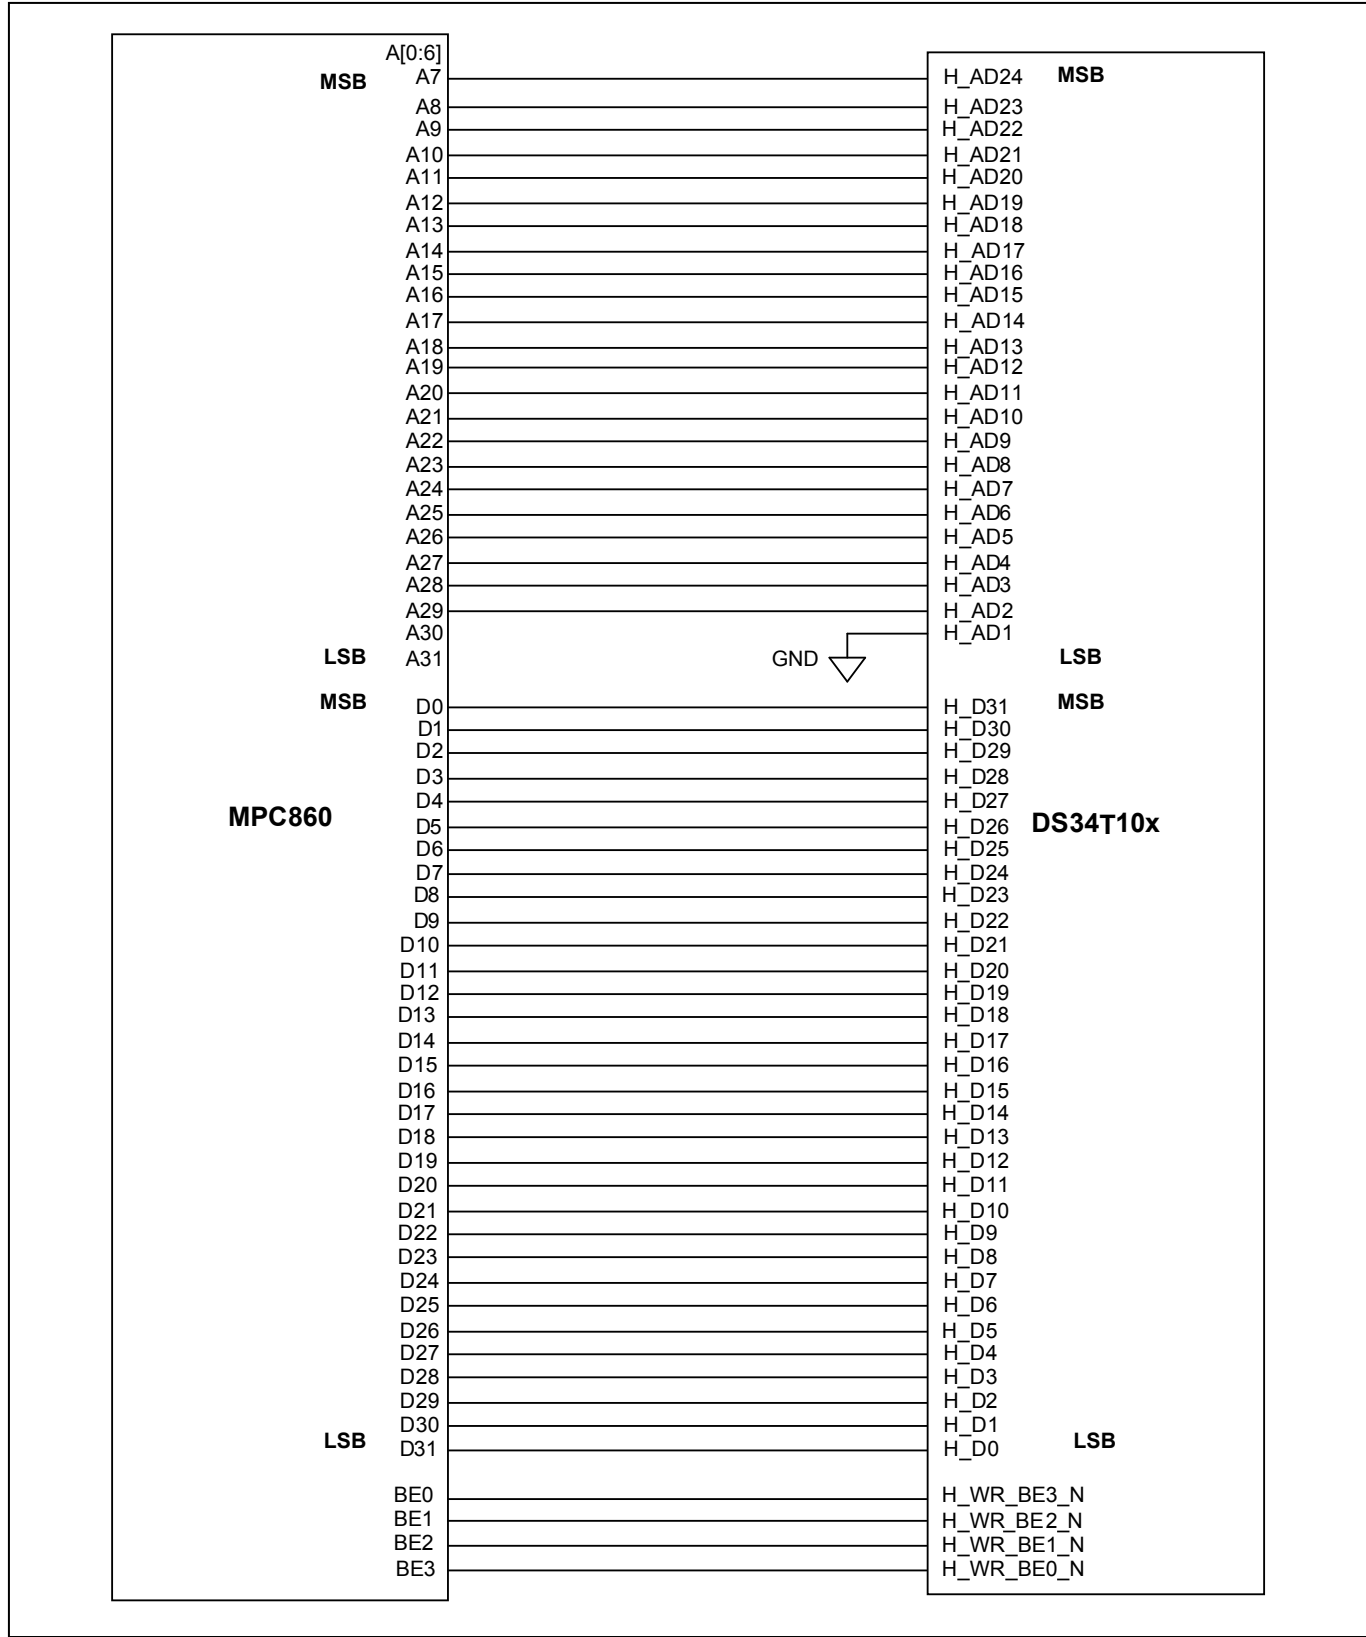 A[0:6]
MSB A7 H_AD24 MSB
A8 H_AD23
A9 H_AD22
A10 H_AD21
A11 H_AD20
A12 H_AD19
A13 H_AD18
A14 H_AD17
A15 H_AD16
A16 H_AD15
A17 H_AD14
A18 H_AD13
A19 H_AD12
A20 H_AD11
A21 H_AD10
A22 H_AD9
A23 H_AD8
A24 H_AD7
A25 H_AD6
A26 H_AD5
A27 H_AD4
A28 H_AD3
A29 H_AD2
A30 H_AD1
LSB A31 GND LSB
MSB D0 H_D31 MSB
D1 H_D30
D2 H_D29
D3 H_D28
D4 H_D27
MPC860 DS34T10x
D5 H_D26
D6 H_D25
D7 H_D24
D8 H_D23
D9 H_D22
D10 H_D21
D11 H_D20
D12 H_D19
D13 H_D18
D14 H_D17
D15 H_D16
D16 H_D15
D17 H_D14
D18 H_D13
D19 H_D12
D20 H_D11
D21 H_D10
D22 H_D9
D23 H_D8
D24 H_D7
D25 H_D6
D26 H_D5
D27 H_D4
D28 H_D3
D29 H_D2
D30 H_D1
LSB D31 H_D0 LSB
BE0 H_WR_BE3_N
BE1 H_WR_BE2_N
BE2 H_WR_BE1_N
BE3 H_WR_BE0_N